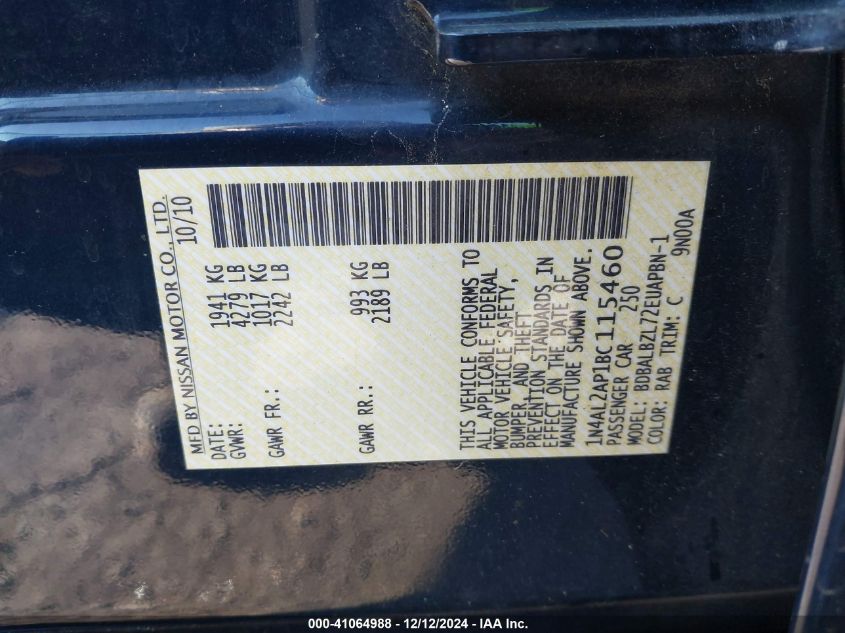 MFD BY NISSAN MOTOR CO., LTD.
DATE: 10/10
GVWR: 1941 KG
4279 LB
GAWR FR.: 1017 KG
2242 LB
GAWR RR.: 993 KG
2189 LB
THIS VEHICLE CONFORMS TO
ALL APPLICABLE FEDERAL
MOTOR VEHICLE SAFETY,
BUMPER, AND THEFT
PREVENTION STANDARDS IN
EFFECT ON THE DATE OF
MANUFACTURE SHOWN ABOVE.
1N4AL2AP1BC115460
PASSENGER CAR 250
MODEL: BDBALBZL72EUAPBN-1
COLOR: RAB TRIM: C 9N00A
000-41064988 - 12/12/2024 - IAA Inc.